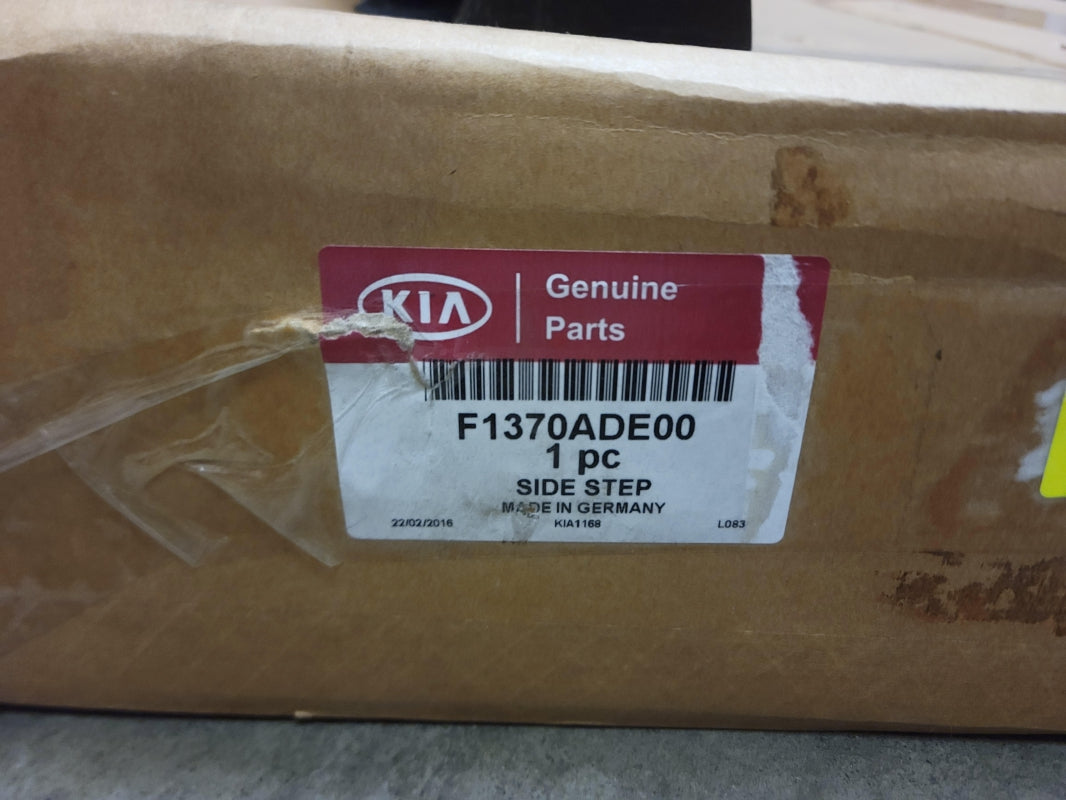 KIA
Genuine
Parts
F1370ADE00
1 pc
SIDE STEP
MADE IN GERMANY
22/02/2016 KIA1168 L083